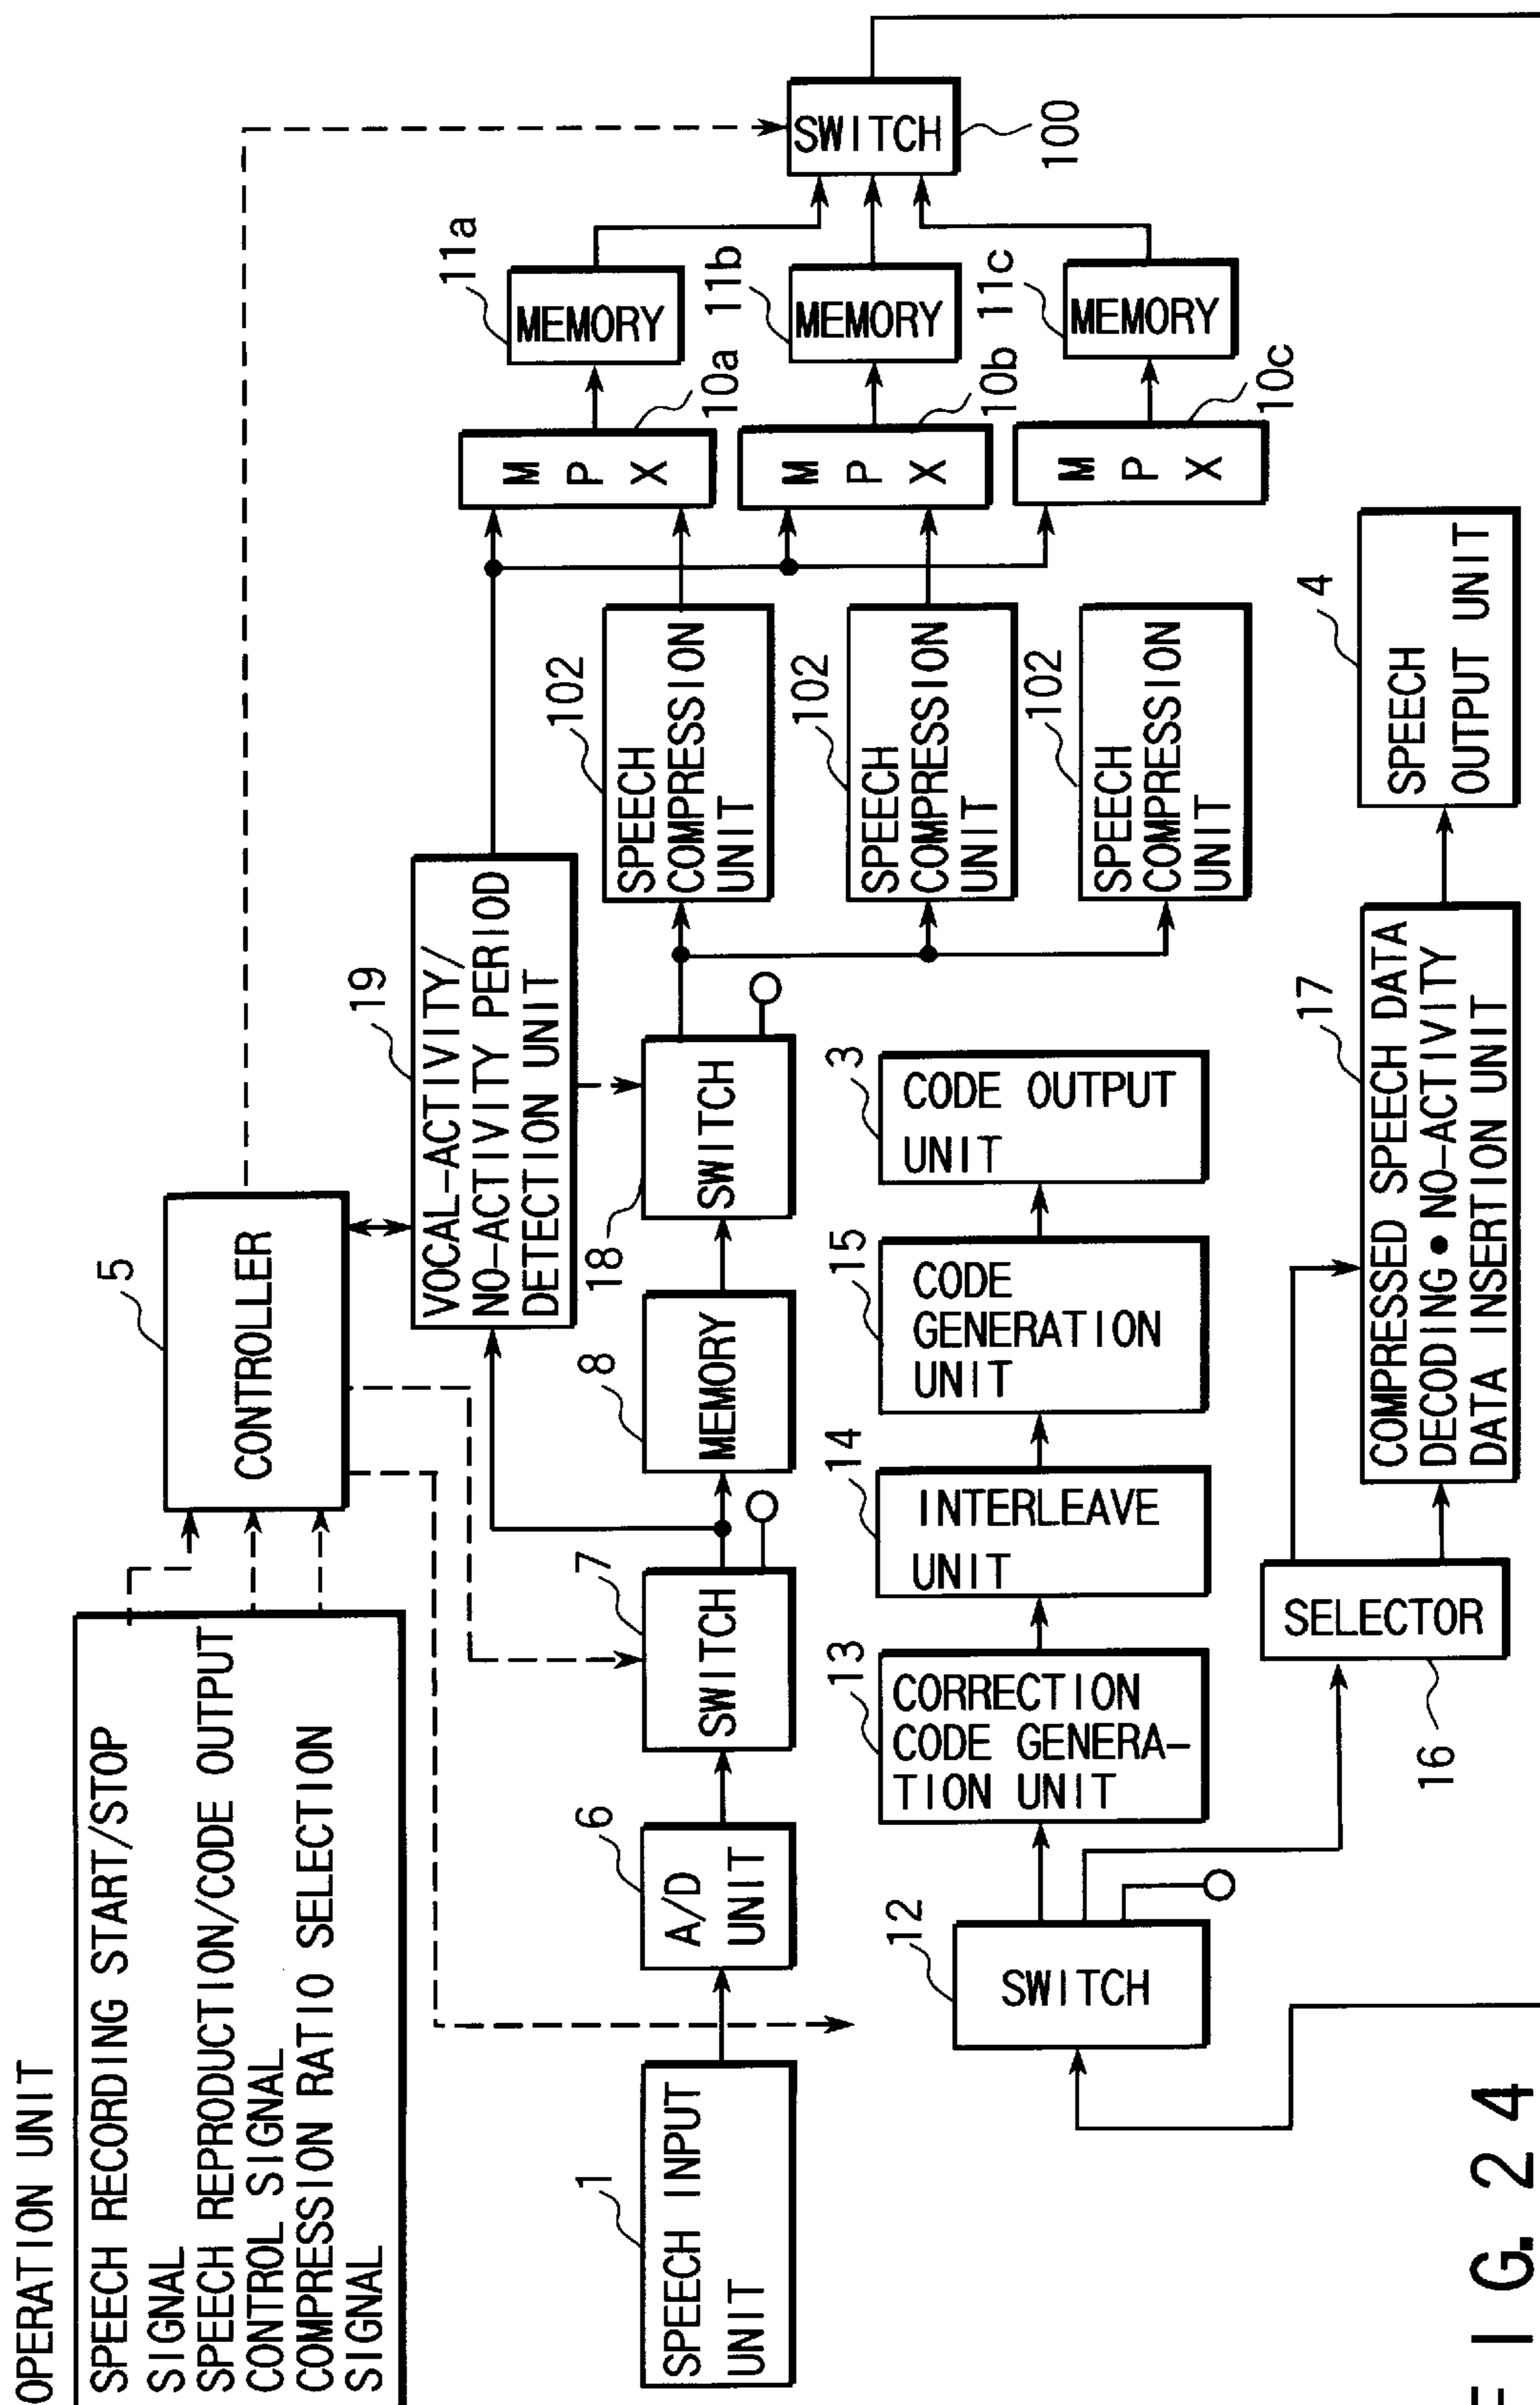 OPERATION UNIT
SPEECH RECORDING START/STOP
SIGNAL
SPEECH REPRODUCTION/CODE OUTPUT
CONTROL SIGNAL
COMPRESSION RATIO SELECTION
SIGNAL
5
CONTROLLER
19
VOCAL-ACTIVITY/
NO-ACTIVITY PERIOD
DETECTION UNIT
1
SPEECH INPUT
UNIT
6
A/D
UNIT
7
SWITCH
8
MEMORY
18
SWITCH
102
SPEECH
COMPRESSION
UNIT
102
SPEECH
COMPRESSION
UNIT
102
SPEECH
COMPRESSION
UNIT
MPX
10a
MPX
10b
MPX
10c
11a
MEMORY
11b
MEMORY
11c
MEMORY
SWITCH
100
12
SWITCH
13
CORRECTION
CODE GENERA-
TION UNIT
14
INTERLEAVE
UNIT
15
CODE
GENERATION
UNIT
3
CODE OUTPUT
UNIT
SELECTOR
16
17
COMPRESSED SPEECH DATA
DECODING • NO-ACTIVITY
DATA INSERTION UNIT
4
SPEECH
OUTPUT UNIT
FIG. 24